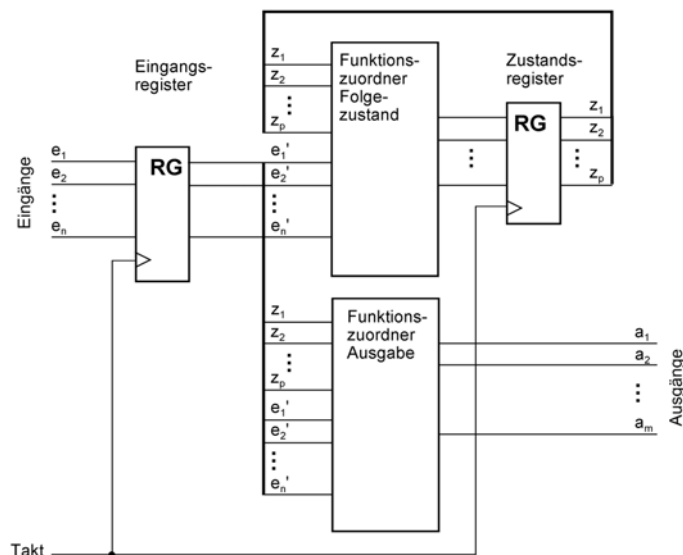 Eingangs-
register
Funktions-
zuordner
Folge-
zustand
Zustands-
register
z1
z2
zp
e1'
e2'
en'
RG
z1
z2
zp
Eingänge
e1
e2
en
RG
Funktions-
zuordner
Ausgabe
z1
z2
zp
e1'
e2'
en'
a1
a2
am
Ausgänge
Takt